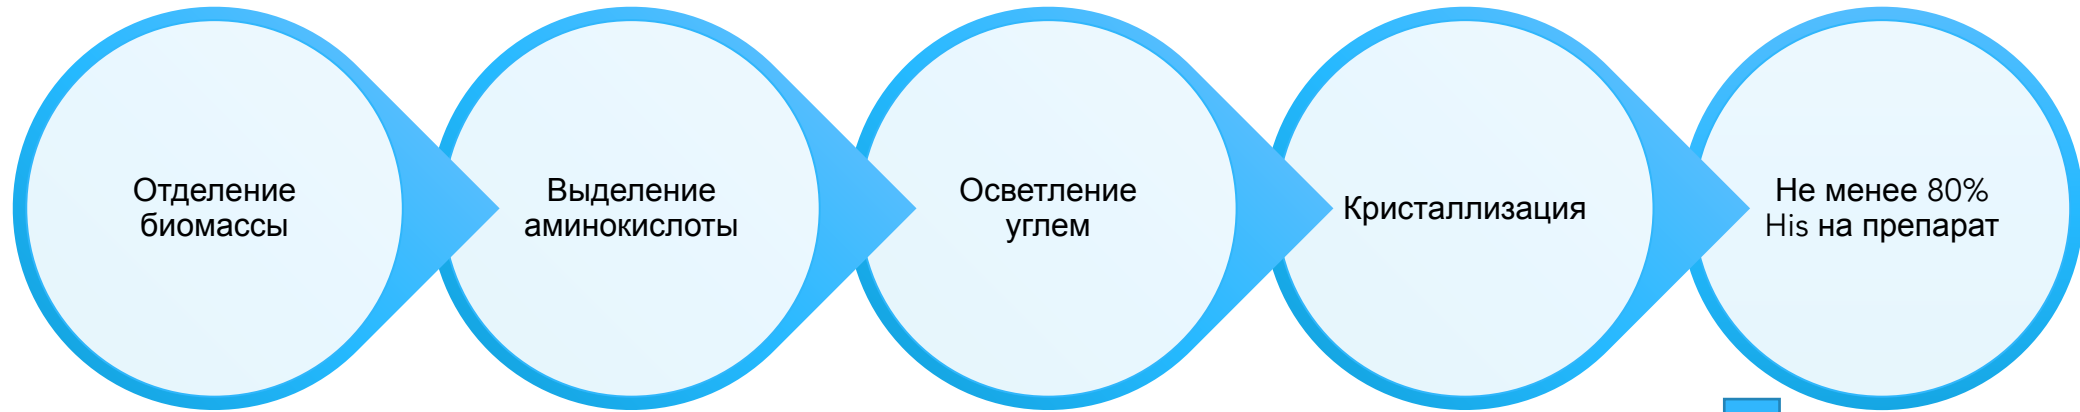 Отделение
биомассы
Выделение
аминокислоты
Осветление
углем
Кристаллизация
Не менее 80%
His на препарат